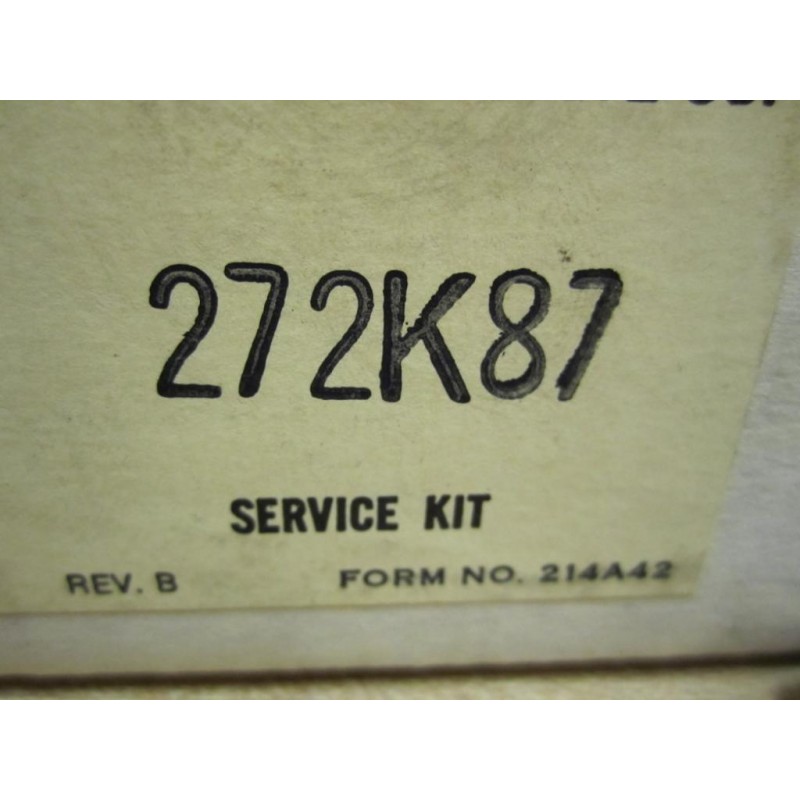 272K87
SERVICE KIT
REV. B FORM NO. 214A42